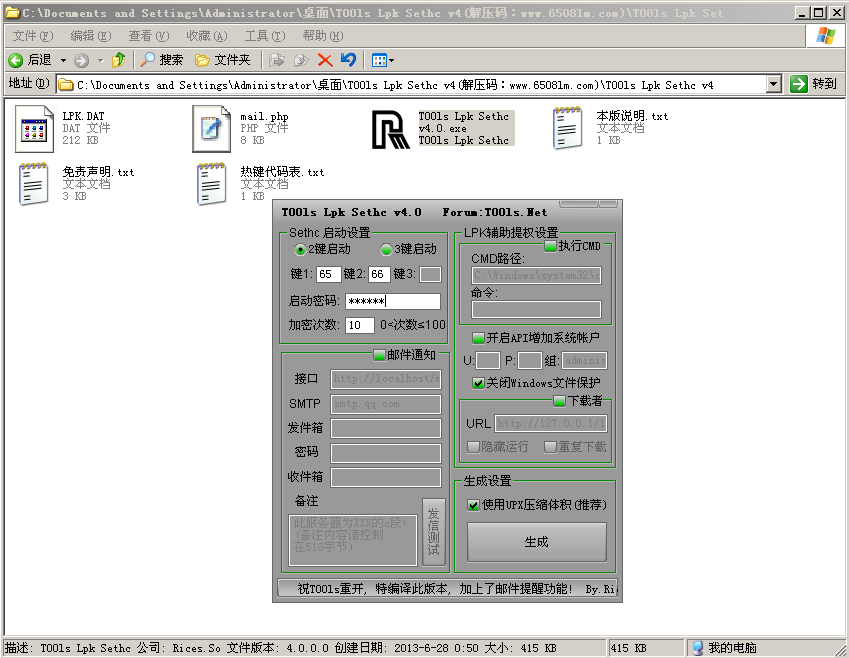 C:\Documents and Settings\Administrator\桌面\T00ls Lpk Sethc v4(解压码：www.6508lm.com)\T00ls Lpk Set
文件(F) 编辑(E) 查看(V) 收藏(A) 工具(T) 帮助(H)
后退 搜索 文件夹
地址(D) C:\Documents and Settings\Administrator\桌面\T00ls Lpk Sethc v4(解压码：www.6508lm.com)\T00ls Lpk Sethc v4 转到
LPK.DAT
DAT 文件
212 KB
mail.php
PHP 文件
8 KB
T00ls Lpk Sethc
v4.0.exe
T00ls Lpk Sethc
本版说明.txt
文本文档
1 KB
免责声明.txt
文本文档
3 KB
热键代码表.txt
文本文档
1 KB
T00ls Lpk Sethc v4.0 Forum:T00ls.Net
Sethc 启动设置
2键启动 3键启动
键1: 65 键2: 66 键3:
启动密码: ******
加密次数: 10 0<次数≤100
邮件通知
接口 http://localhost/m
SMTP smtp.qq.com
发件箱
密码
收件箱
备注
此服务器为XXX的c段!
(备注内容请控制
在518字节)
发信测试
LPK辅助提权设置
执行CMD
CMD路径:
C:\Windows\system32\c
命令:
开启API增加系统帐户
U: P: 组: adminis
关闭Windows文件保护
下载者
URL http://127.0.0.1/1
隐藏运行 重复下载
生成设置
使用UPX压缩体积(推荐)
生成
祝T00ls重开, 特编译此版本, 加上了邮件提醒功能! By.Ri
描述: T00ls Lpk Sethc 公司: Rices.So 文件版本: 4.0.0.0 创建日期: 2013-6-28 0:50 大小: 415 KB 415 KB 我的电脑